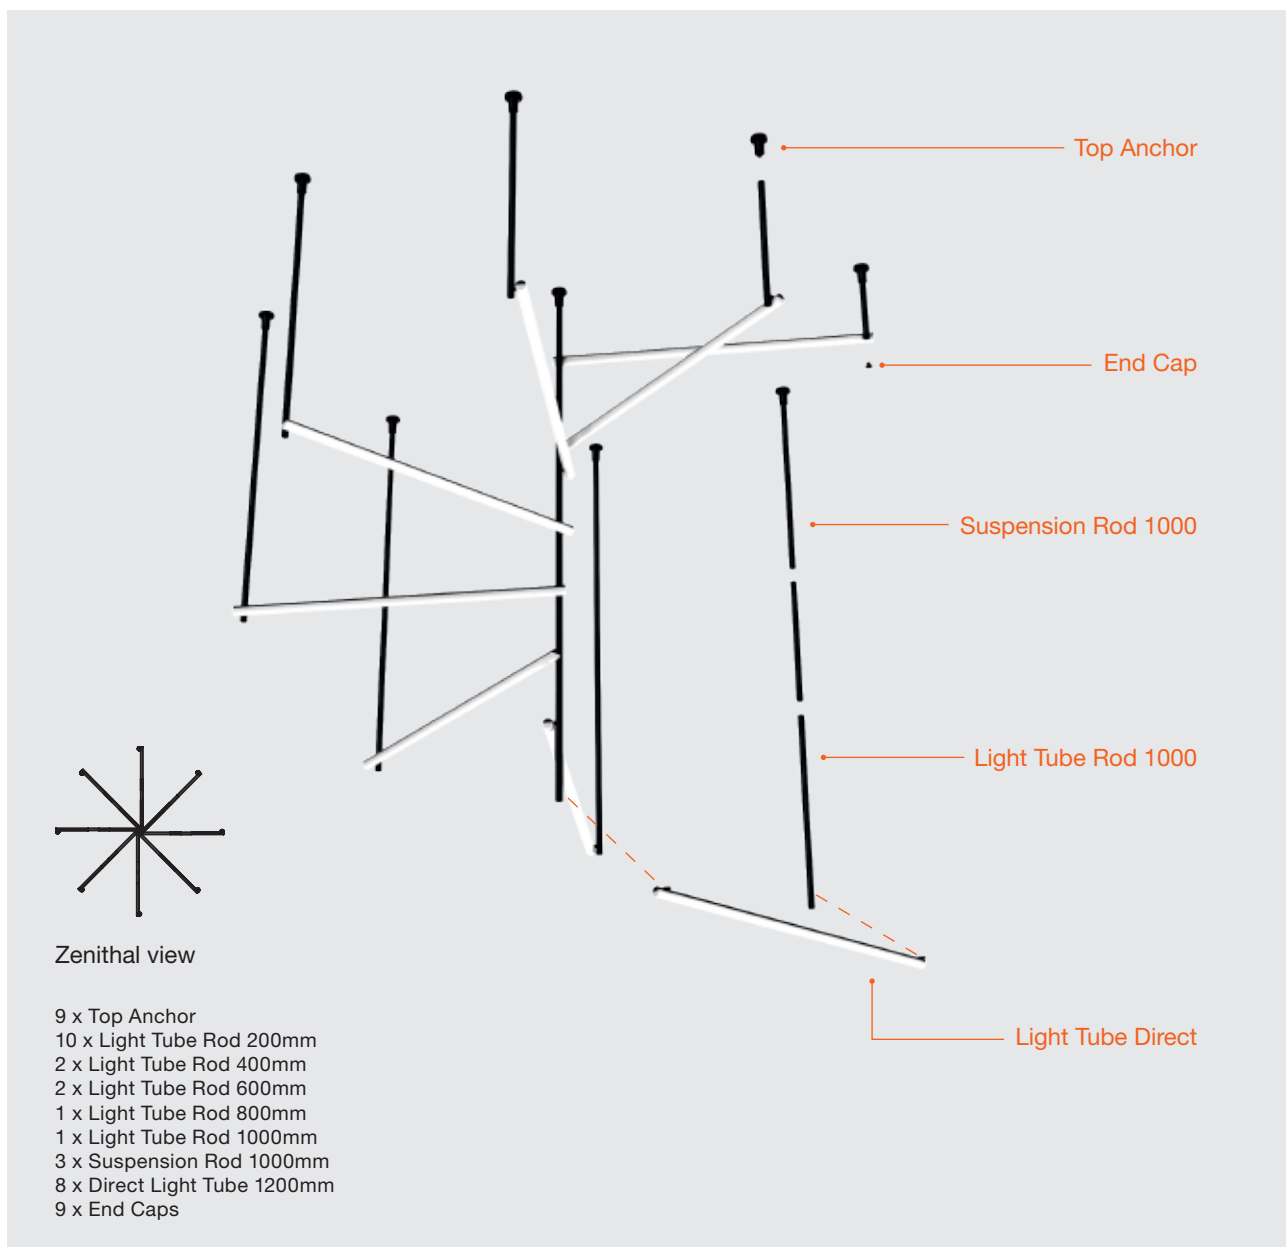 Top Anchor
End Cap
Suspension Rod 1000
Light Tube Rod 1000
Zenithal view
Light Tube Direct
9 x Top Anchor
10 x Light Tube Rod 200mm
2 x Light Tube Rod 400mm
2 x Light Tube Rod 600mm
1 x Light Tube Rod 800mm
1 x Light Tube Rod 1000mm
3 x Suspension Rod 1000mm
8 x Direct Light Tube 1200mm
9 x End Caps